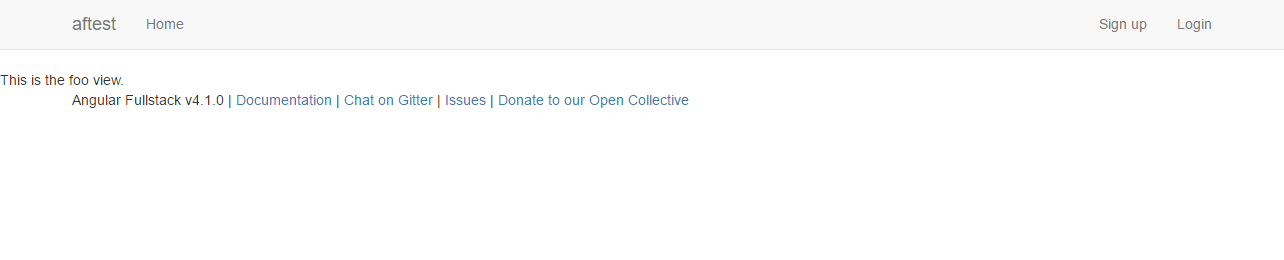 aftest Home Sign up Login
This is the foo view.
Angular Fullstack v4.1.0 | Documentation | Chat on Gitter | Issues | Donate to our Open Collective